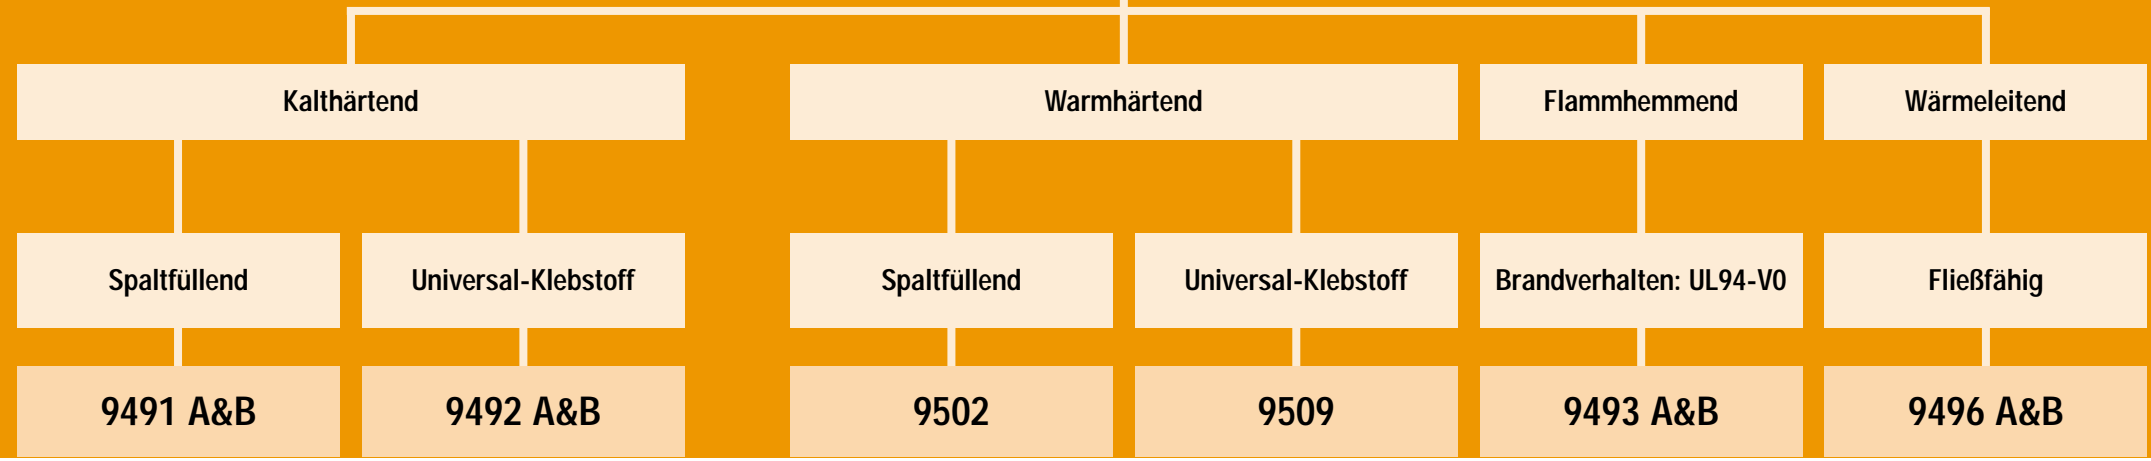 Kalthärtend
Warmhärtend
Flammhemmend
Wärmeleitend
Spaltfüllend
Universal-Klebstoff
Spaltfüllend
Universal-Klebstoff
Brandverhalten: UL94-V0
Fließfähig
9491 A&B
9492 A&B
9502
9509
9493 A&B
9496 A&B